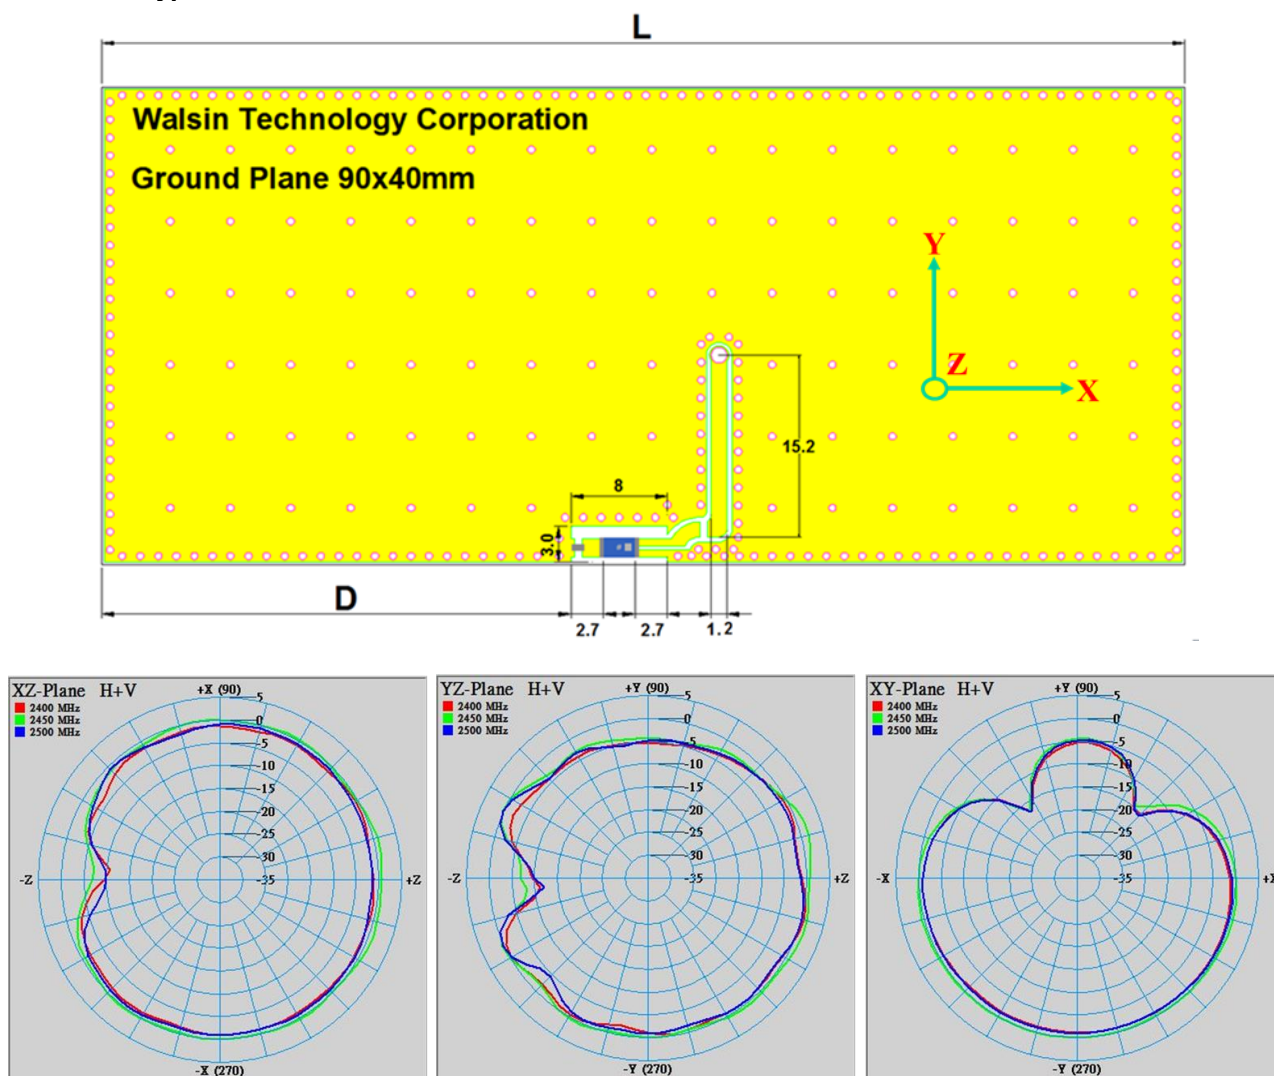 L
Walsin Technology Corporation
Ground Plane 90x40mm
Y
Z
X
15.2
8
3.0
D
2.7
2.7
1.2
XZ-Plane H+V
2400 MHz
2450 MHz
2500 MHz
+X (90)
5
0
-5
-10
-15
-20
-25
-30
-35
-Z
+Z
-X (270)
YZ-Plane H+V
2400 MHz
2450 MHz
2500 MHz
+Y (90)
5
0
-5
-10
-15
-20
-25
-30
-35
-Z
+Z
-Y (270)
XY-Plane H+V
2400 MHz
2450 MHz
2500 MHz
+Y (90)
5
0
-5
-10
-15
-20
-25
-30
-35
-X
+X
-Y (270)